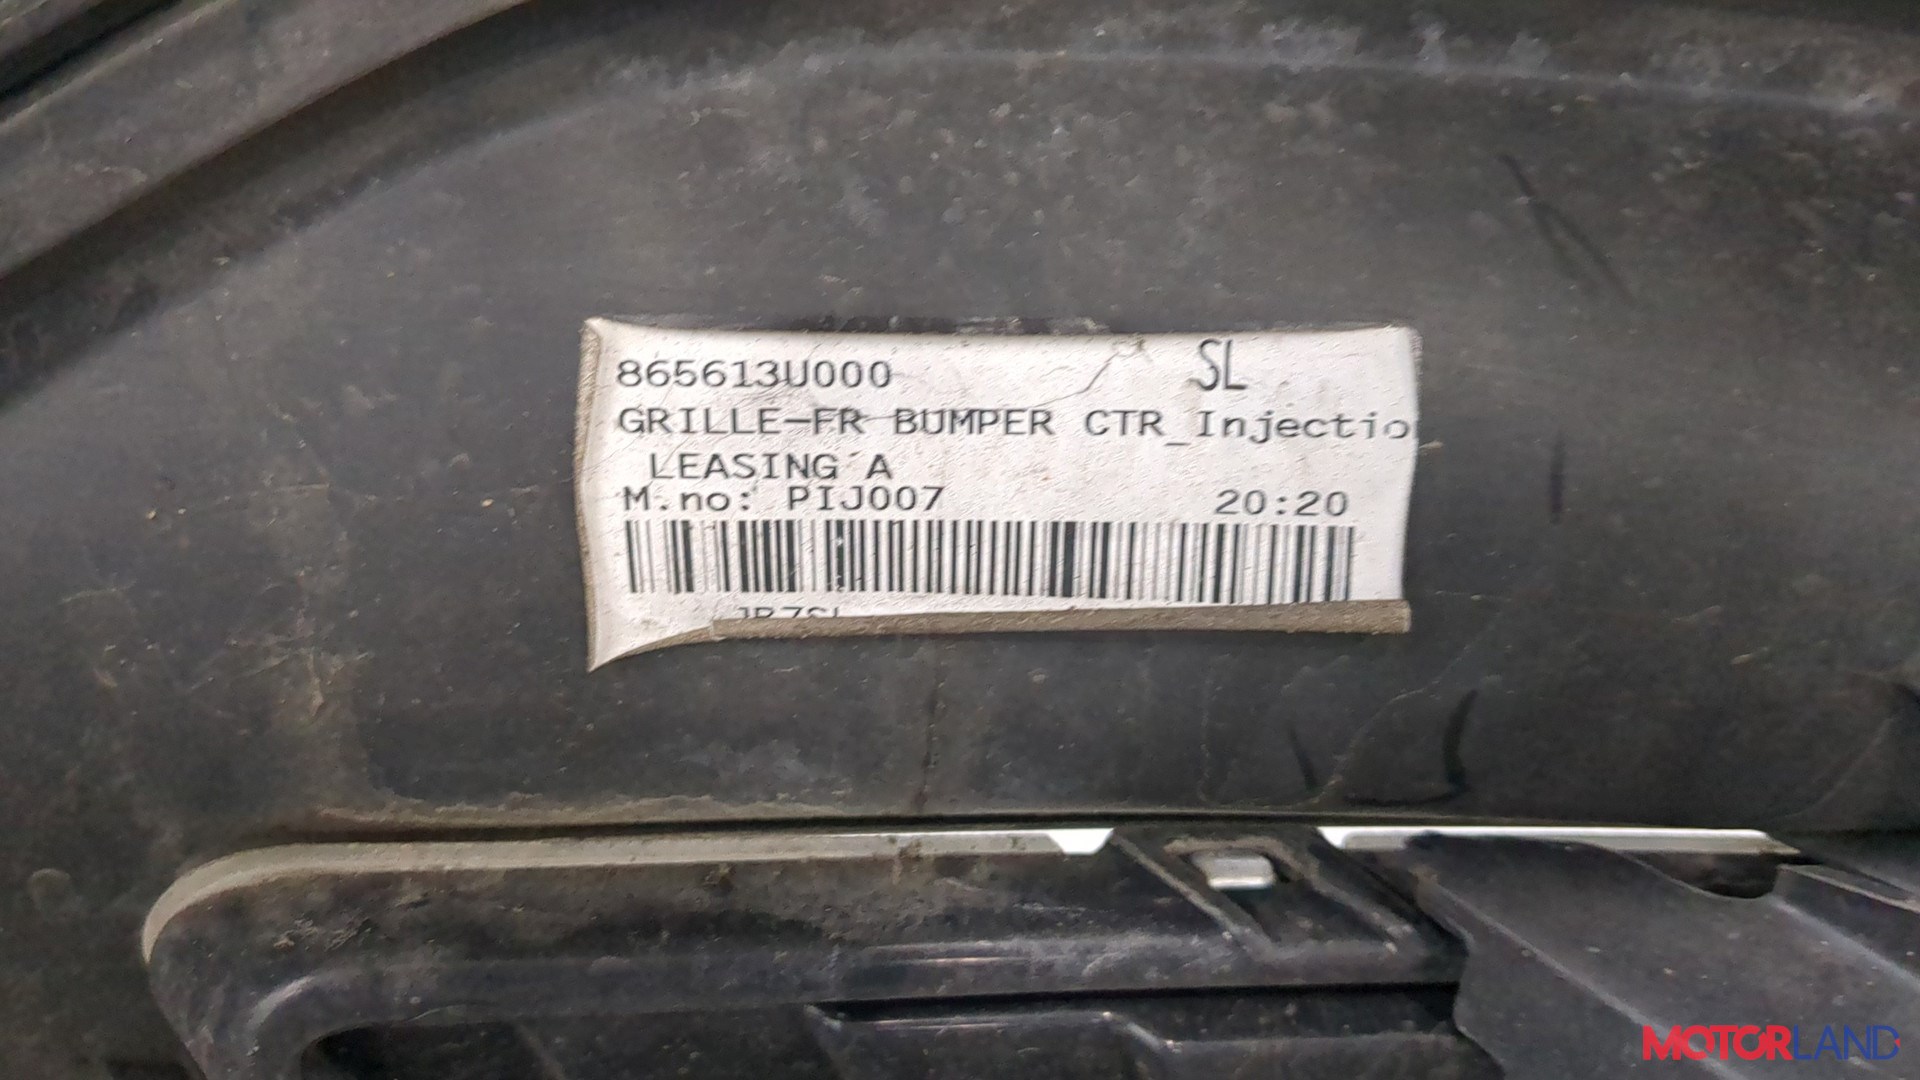 865613U000 SL
GRILLE-FR BUMPER CTR_Injectio
LEASING A
M.no: PIJ007 20:20
MOTORLAND